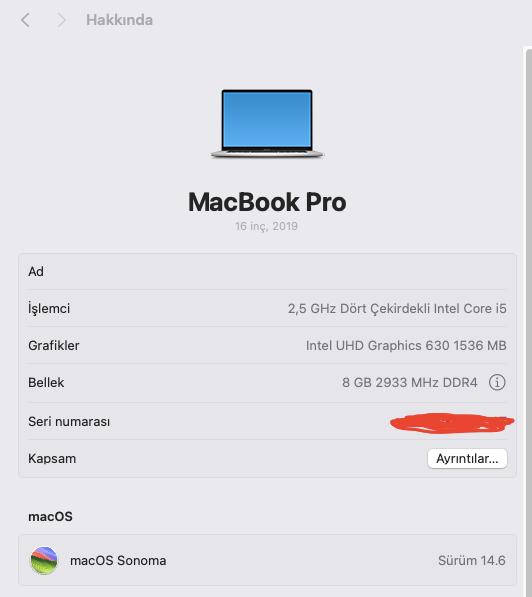 Hakkında
MacBook Pro
16 inç, 2019
Ad
İşlemci 2,5 GHz Dört Çekirdekli Intel Core i5
Grafikler Intel UHD Graphics 630 1536 MB
Bellek 8 GB 2933 MHz DDR4
Seri numarası
Kapsam Ayrıntılar...
macOS
macOS Sonoma Sürüm 14.6